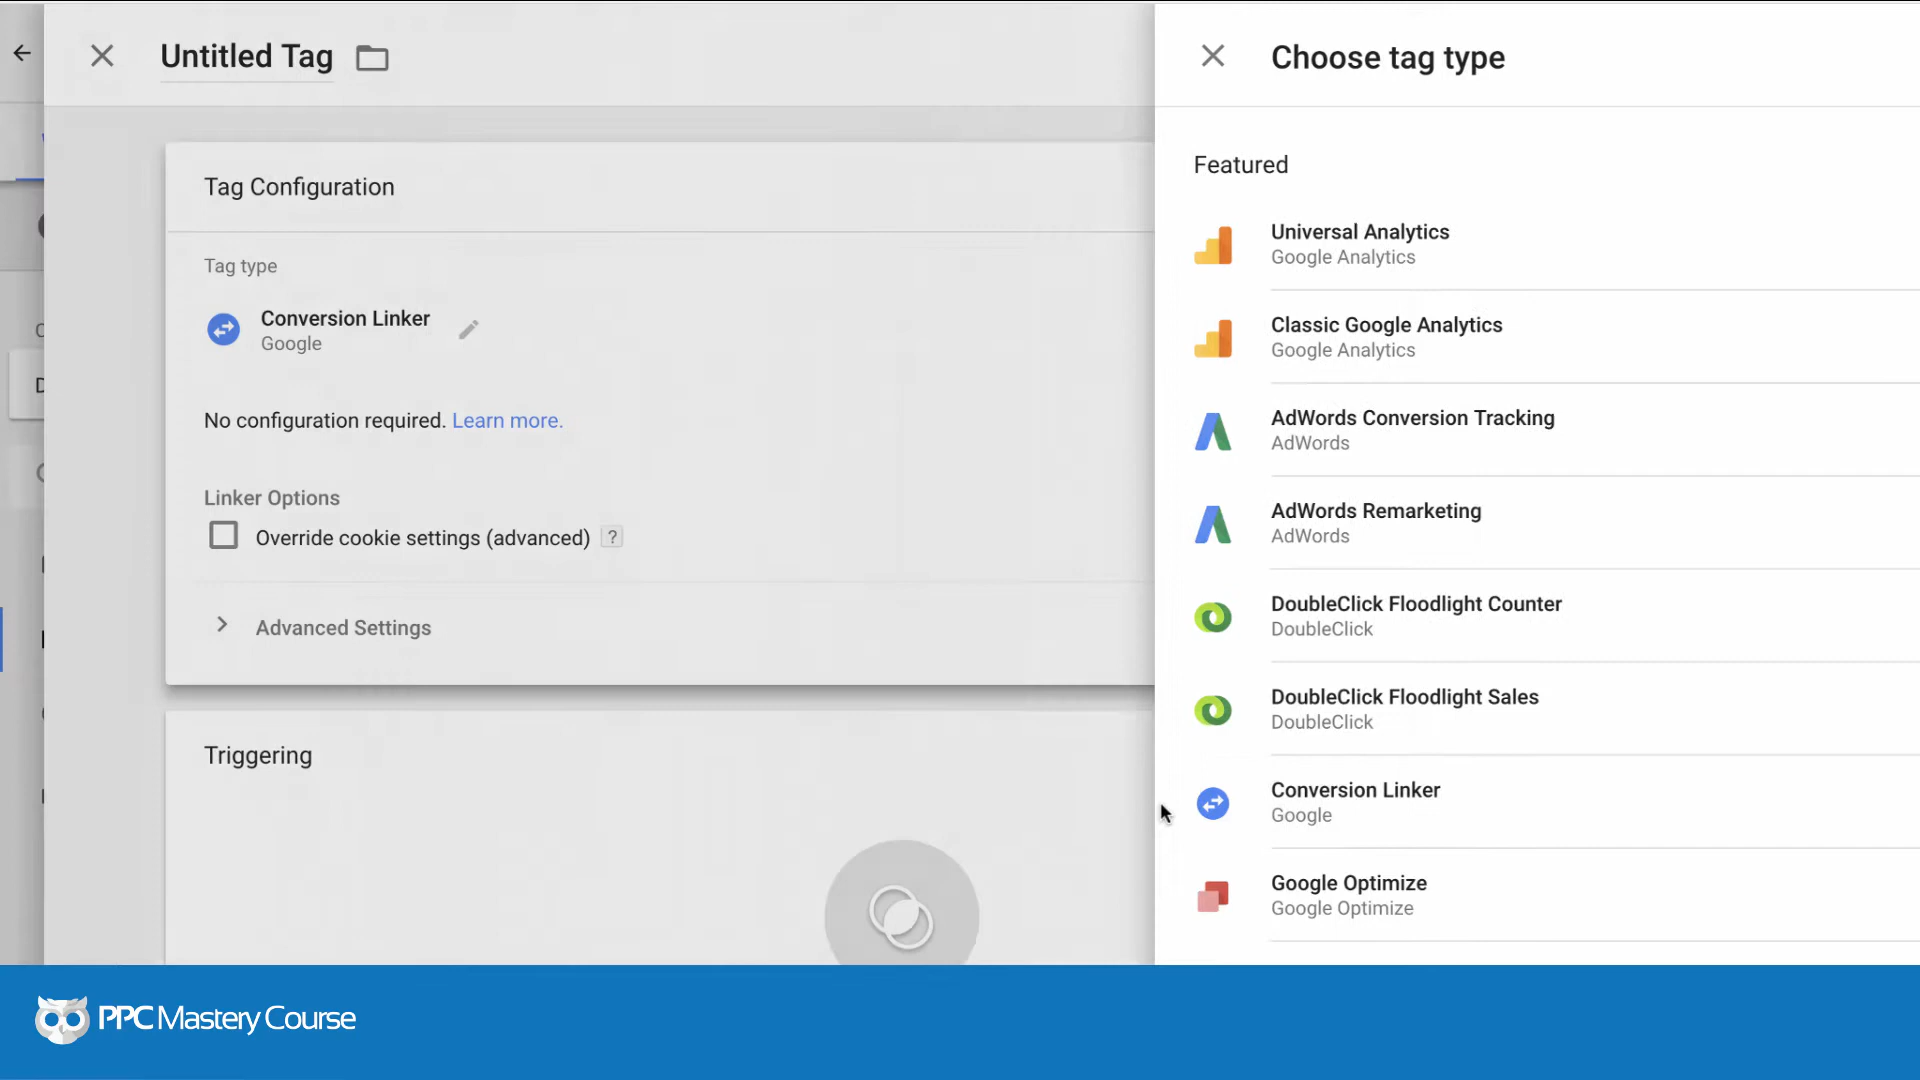 Untitled Tag
Choose tag type
Tag Configuration
Tag type
Conversion Linker
Google
No configuration required. Learn more.
Linker Options
Override cookie settings (advanced) ?
Advanced Settings
Triggering
Featured
Universal Analytics
Google Analytics
Classic Google Analytics
Google Analytics
AdWords Conversion Tracking
AdWords
AdWords Remarketing
AdWords
DoubleClick Floodlight Counter
DoubleClick
DoubleClick Floodlight Sales
DoubleClick
Conversion Linker
Google
Google Optimize
Google Optimize
PPC Mastery Course